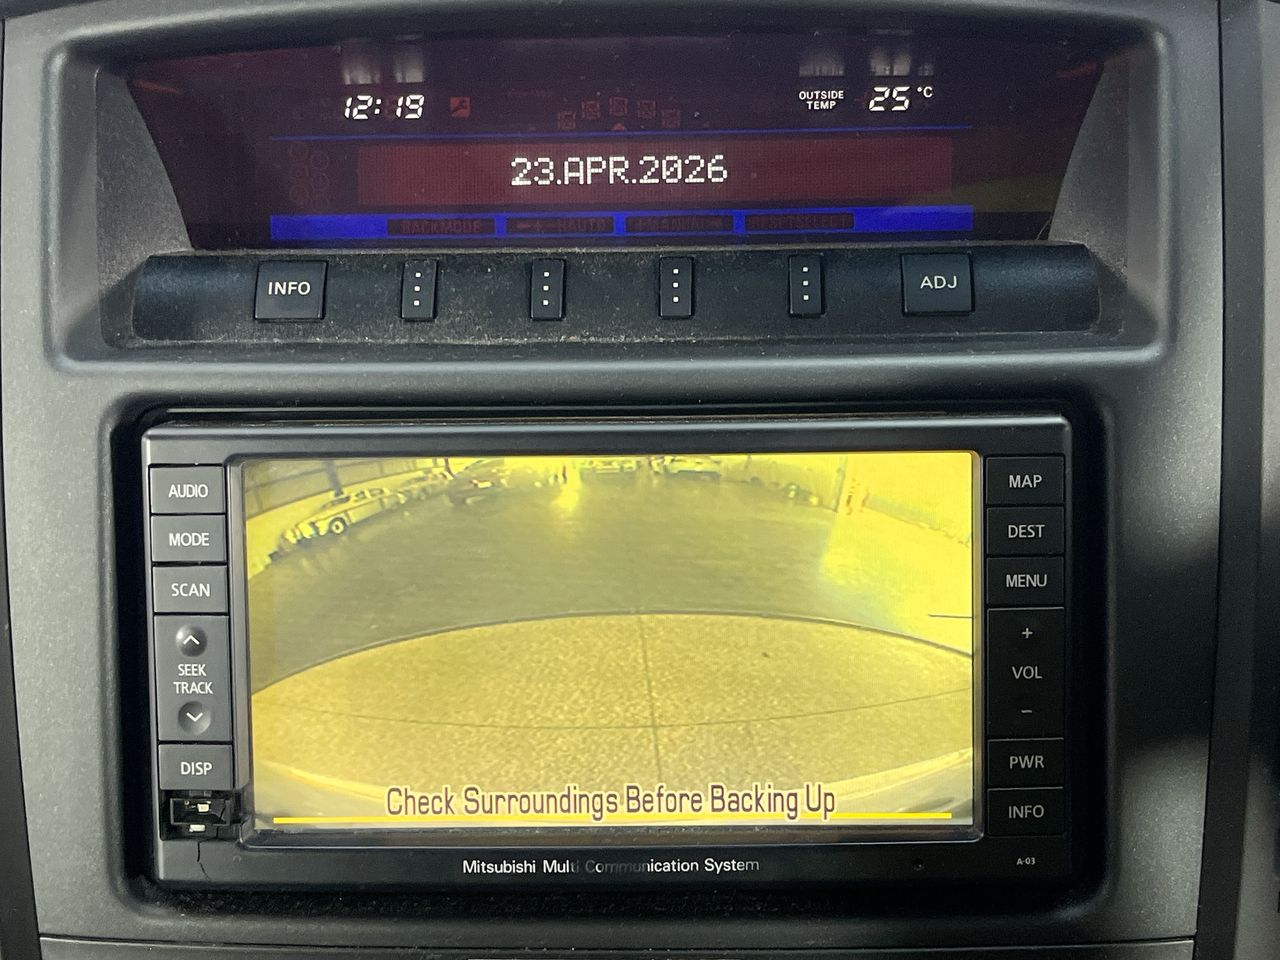 12:19
OUTSIDE TEMP 25 °C
23.APR.2026
INFO
ADJ
AUDIO
MODE
SCAN
SEEK
TRACK
DISP
MAP
DEST
MENU
+
VOL
−
PWR
INFO
Check Surroundings Before Backing Up
Mitsubishi Multi Communication System
A-03